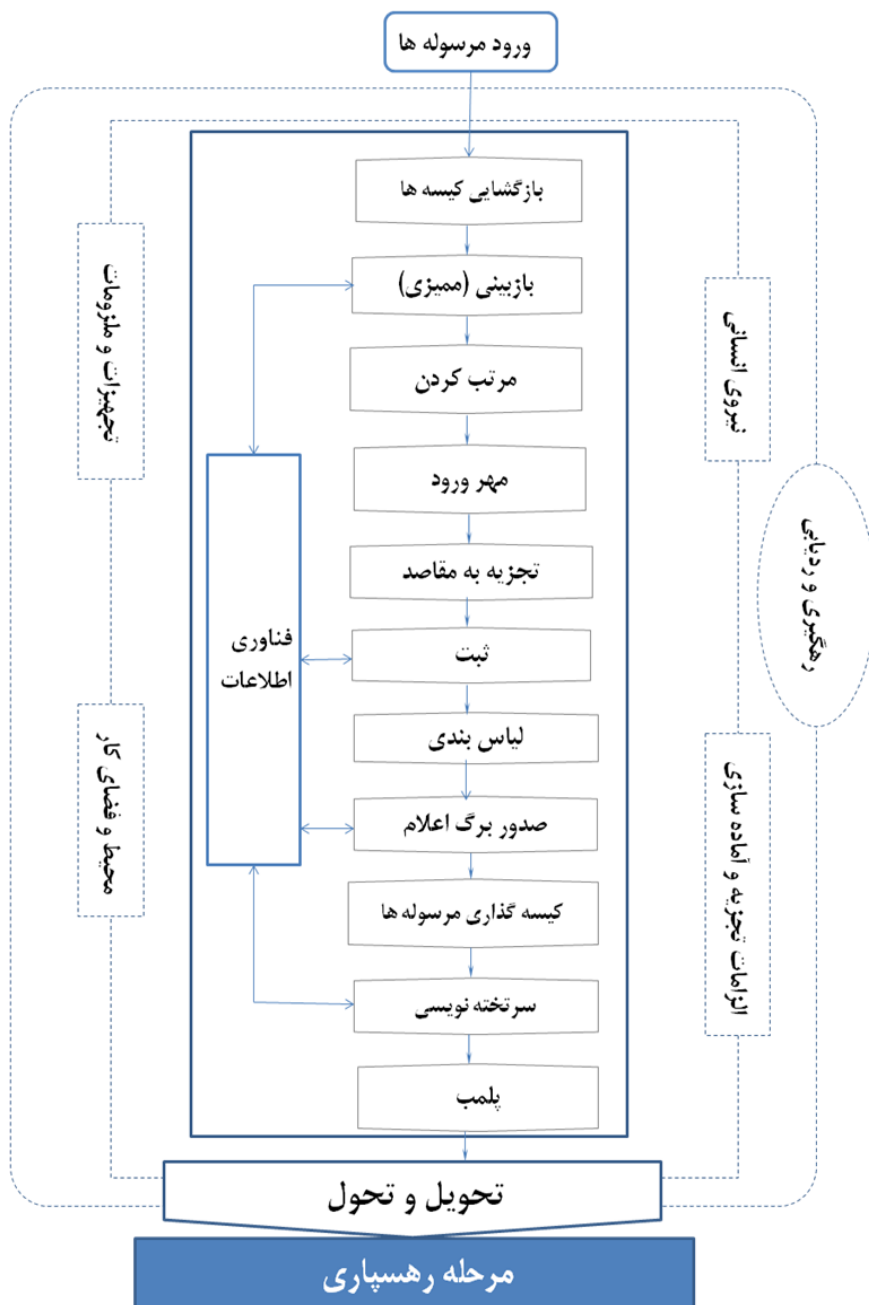 ورود مرسوله ها
بازگشایی کیسه ها
بازبینی (ممیزی)
مرتب کردن
مهر ورود
تجزیه به مقاصد
ثبت
لیاس بندی
صدور برگ اعلام
کیسه گذاری مرسوله ها
سرتخته نویسی
پلمب
فناوری
اطلاعات
نیروی انسانی
الزامات تجزیه و آماده سازی
رهگیری و ردیابی
تجهیزات و ملزومات
محیط و فضای کار
تحویل و تحول
مرحله رهسپاری